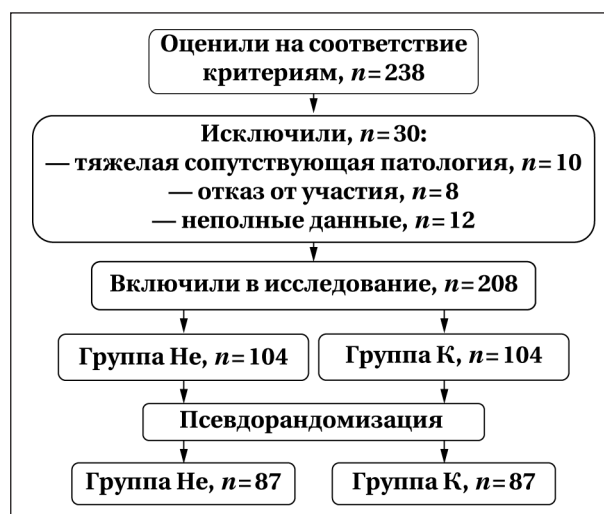 Оценили на соответствие
критериям, n=238
Исключили, n=30:
— тяжелая сопутствующая патология, n=10
— отказ от участия, n=8
— неполные данные, n=12
Включили в исследование, n=208
Группа Не, n=104
Группа К, n=104
Псевдорандомизация
Группа Не, n=87
Группа К, n=87